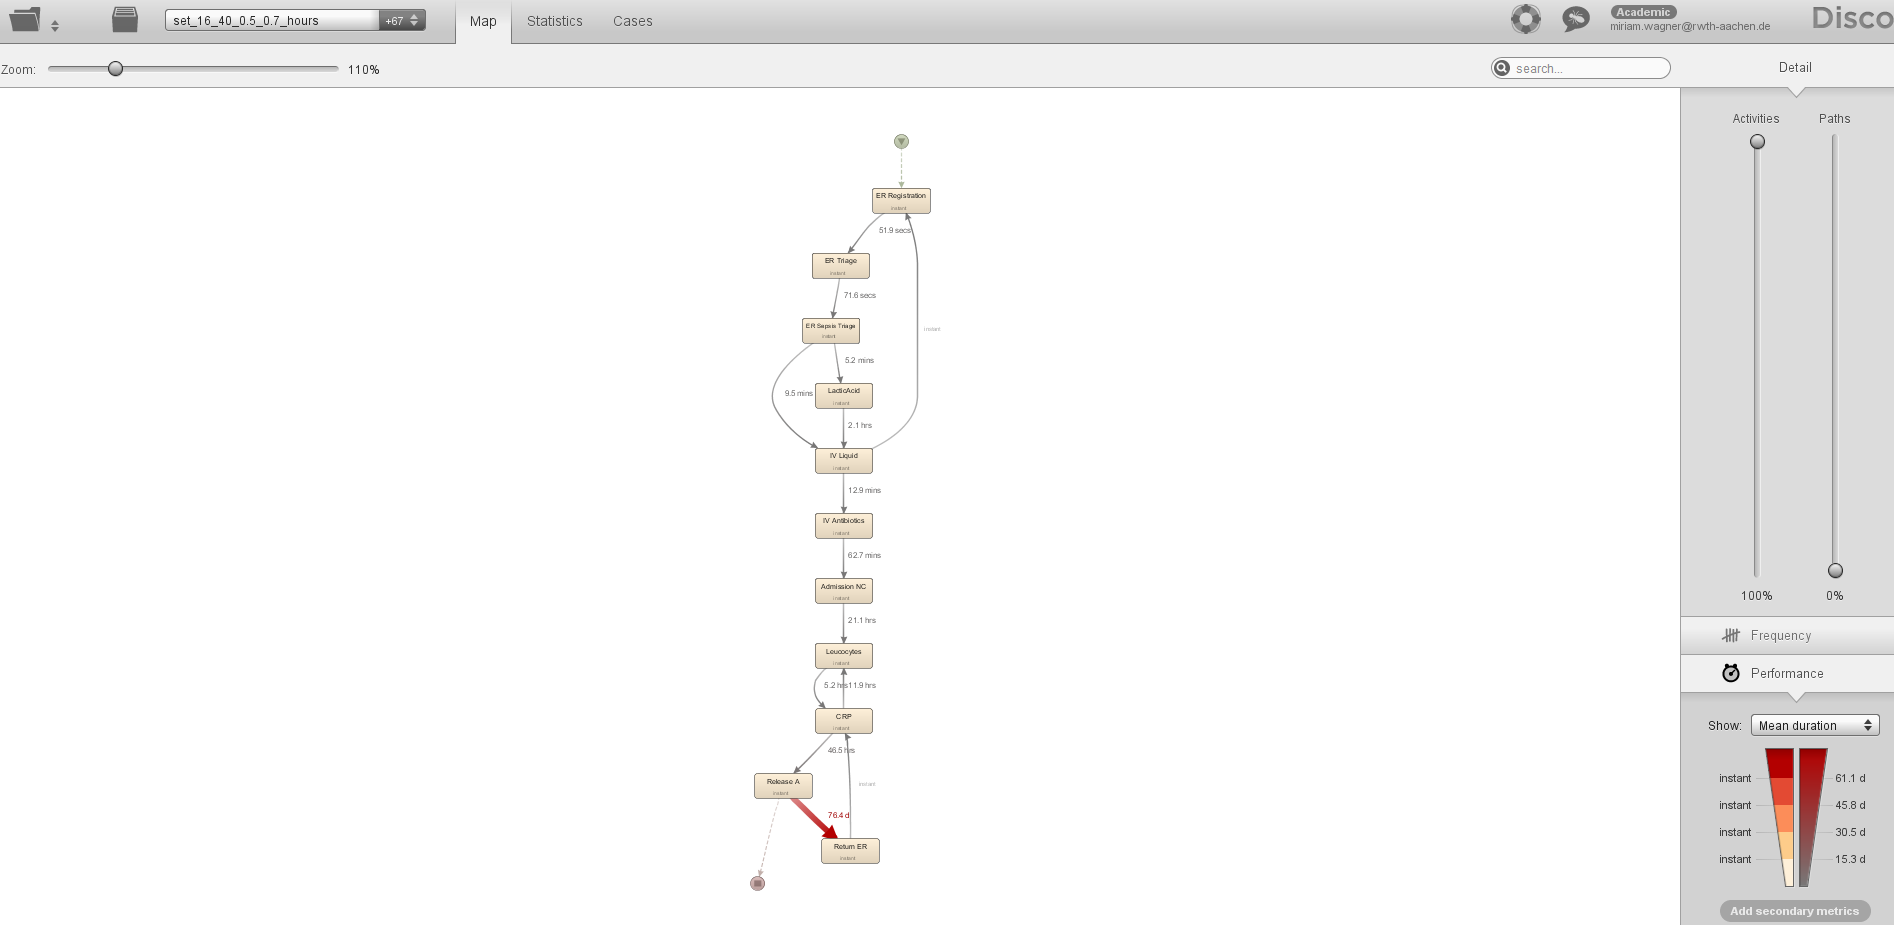 set_16_40_0.5_0.7_hours +67
Map Statistics Cases
Academic
miriam.wagner@rwth-aachen.de
Disco
Zoom: 110%
search...
Detail
Activities Paths
100% 0%
Frequency
Performance
Show: Mean duration
instant 61.1 d
instant 45.8 d
instant 30.5 d
instant 15.3 d
Add secondary metrics
ER Registration
instant
51.9 secs
ER Triage
instant
71.6 secs
ER Sepsis Triage
instant
instant
5.2 mins
9.5 mins
LacticAcid
instant
2.1 hrs
IV Liquid
instant
12.9 mins
IV Antibiotics
instant
62.7 mins
Admission NC
instant
21.1 hrs
Leucocytes
instant
5.2 hrs 11.9 hrs
CRP
instant
46.5 hrs
Release A
instant
instant
76.4 d
Return ER
instant